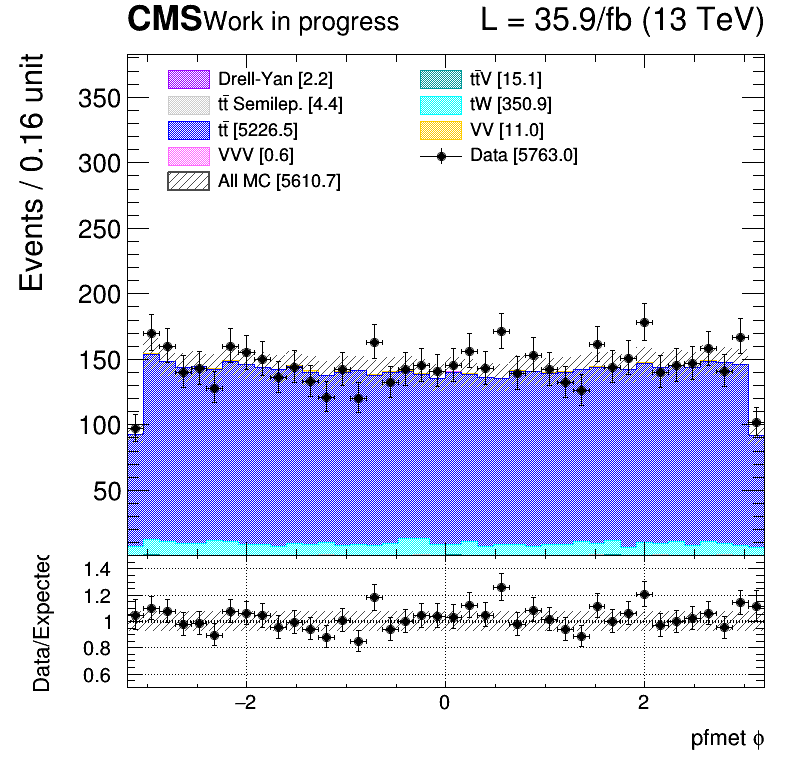 CMS Work in progress L = 35.9/fb (13 TeV)
Events / 0.16 unit
Drell-Yan [2.2]
tt̄ Semilep. [4.4]
tt̄ [5226.5]
VVV [0.6]
All MC [5610.7]
tt̄V [15.1]
tW [350.9]
VV [11.0]
Data [5763.0]
350
300
250
200
150
100
50
Data/Expected
1.4
1.2
1
0.8
0.6
−2 0 2
pfmet ϕ